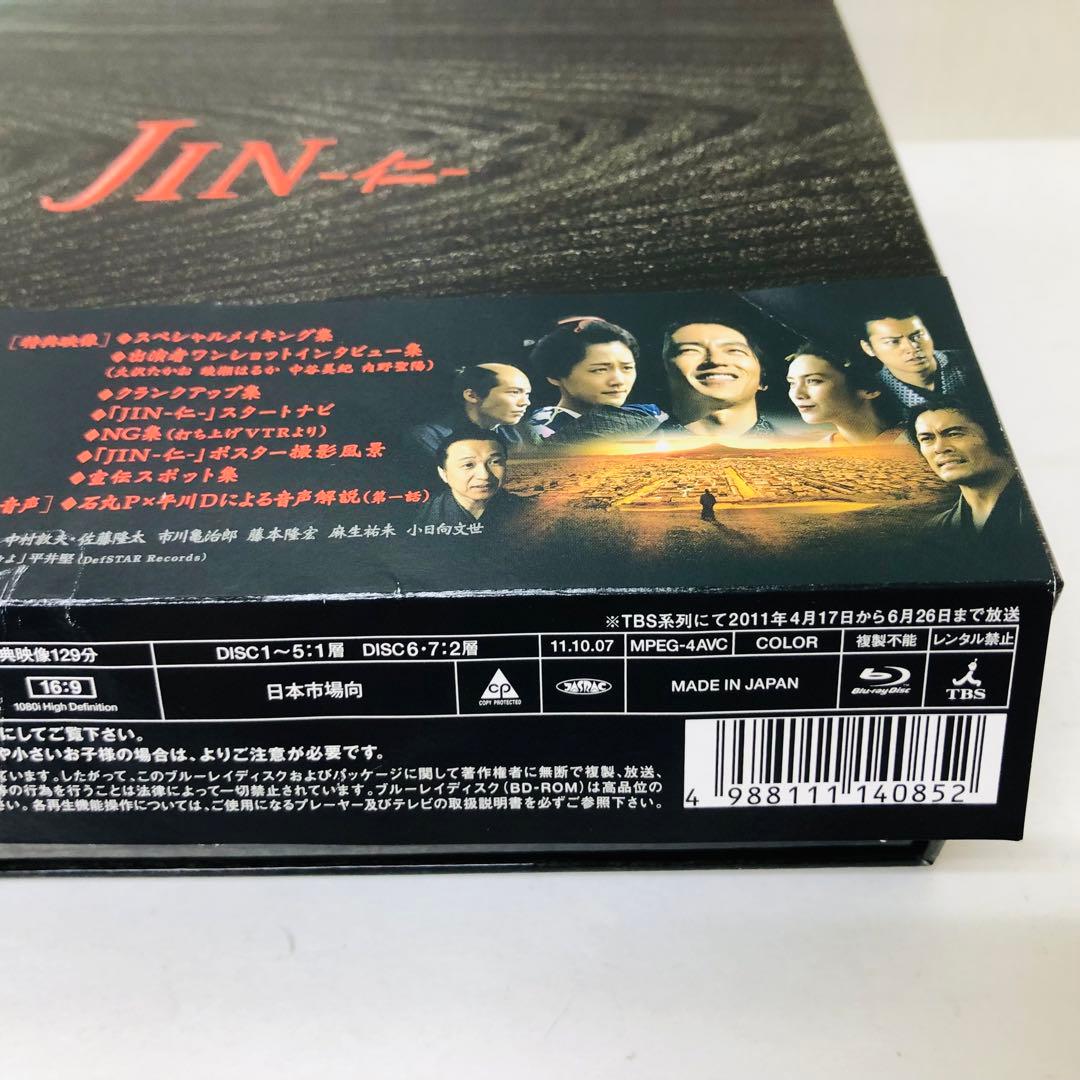 JIN-仁-
[特典映像]◆スペシャルメイキング集
◆出演者ワンショットインタビュー集
(大沢たかお 綾瀬はるか 中谷美紀 内野聖陽)
◆クランクアップ集
◆「JIN-仁-」スタートナビ
◆NG集(打ち上げVTRより)
◆「JIN-仁-」ポスター撮影風景
◆宣伝スポット集
音声]◆石丸P×平川Dによる音声解説(第一話)
中村敦夫・佐藤隆太 市川亀治郎 藤本隆宏 麻生祐未 小日向文世
よ」平井堅(DefSTAR Records)
※TBS系列にて2011年4月17日から6月26日まで放送
典映像129分 DISC1～5:1層 DISC6・7:2層 11.10.07 MPEG-4AVC COLOR 複製不能 レンタル禁止
16:9 1080i High Definition 日本市場向 CP COPY PROTECTED JASRAC MADE IN JAPAN Blu-ray Disc TBS
にしてご覧下さい。
や小さいお子様の場合は、よりご注意が必要です。
ています。したがって、このブルーレイディスクおよびパッケージに関して著作権者に無断で複製、放送、
等の行為を行うことは法律によって一切禁止されています。ブルーレイディスク(BD-ROM)は高品位の
さい。各再生機能操作については、ご使用になるプレーヤー及びテレビの取扱説明書を必ずご参照下さい。
4 988111 140852